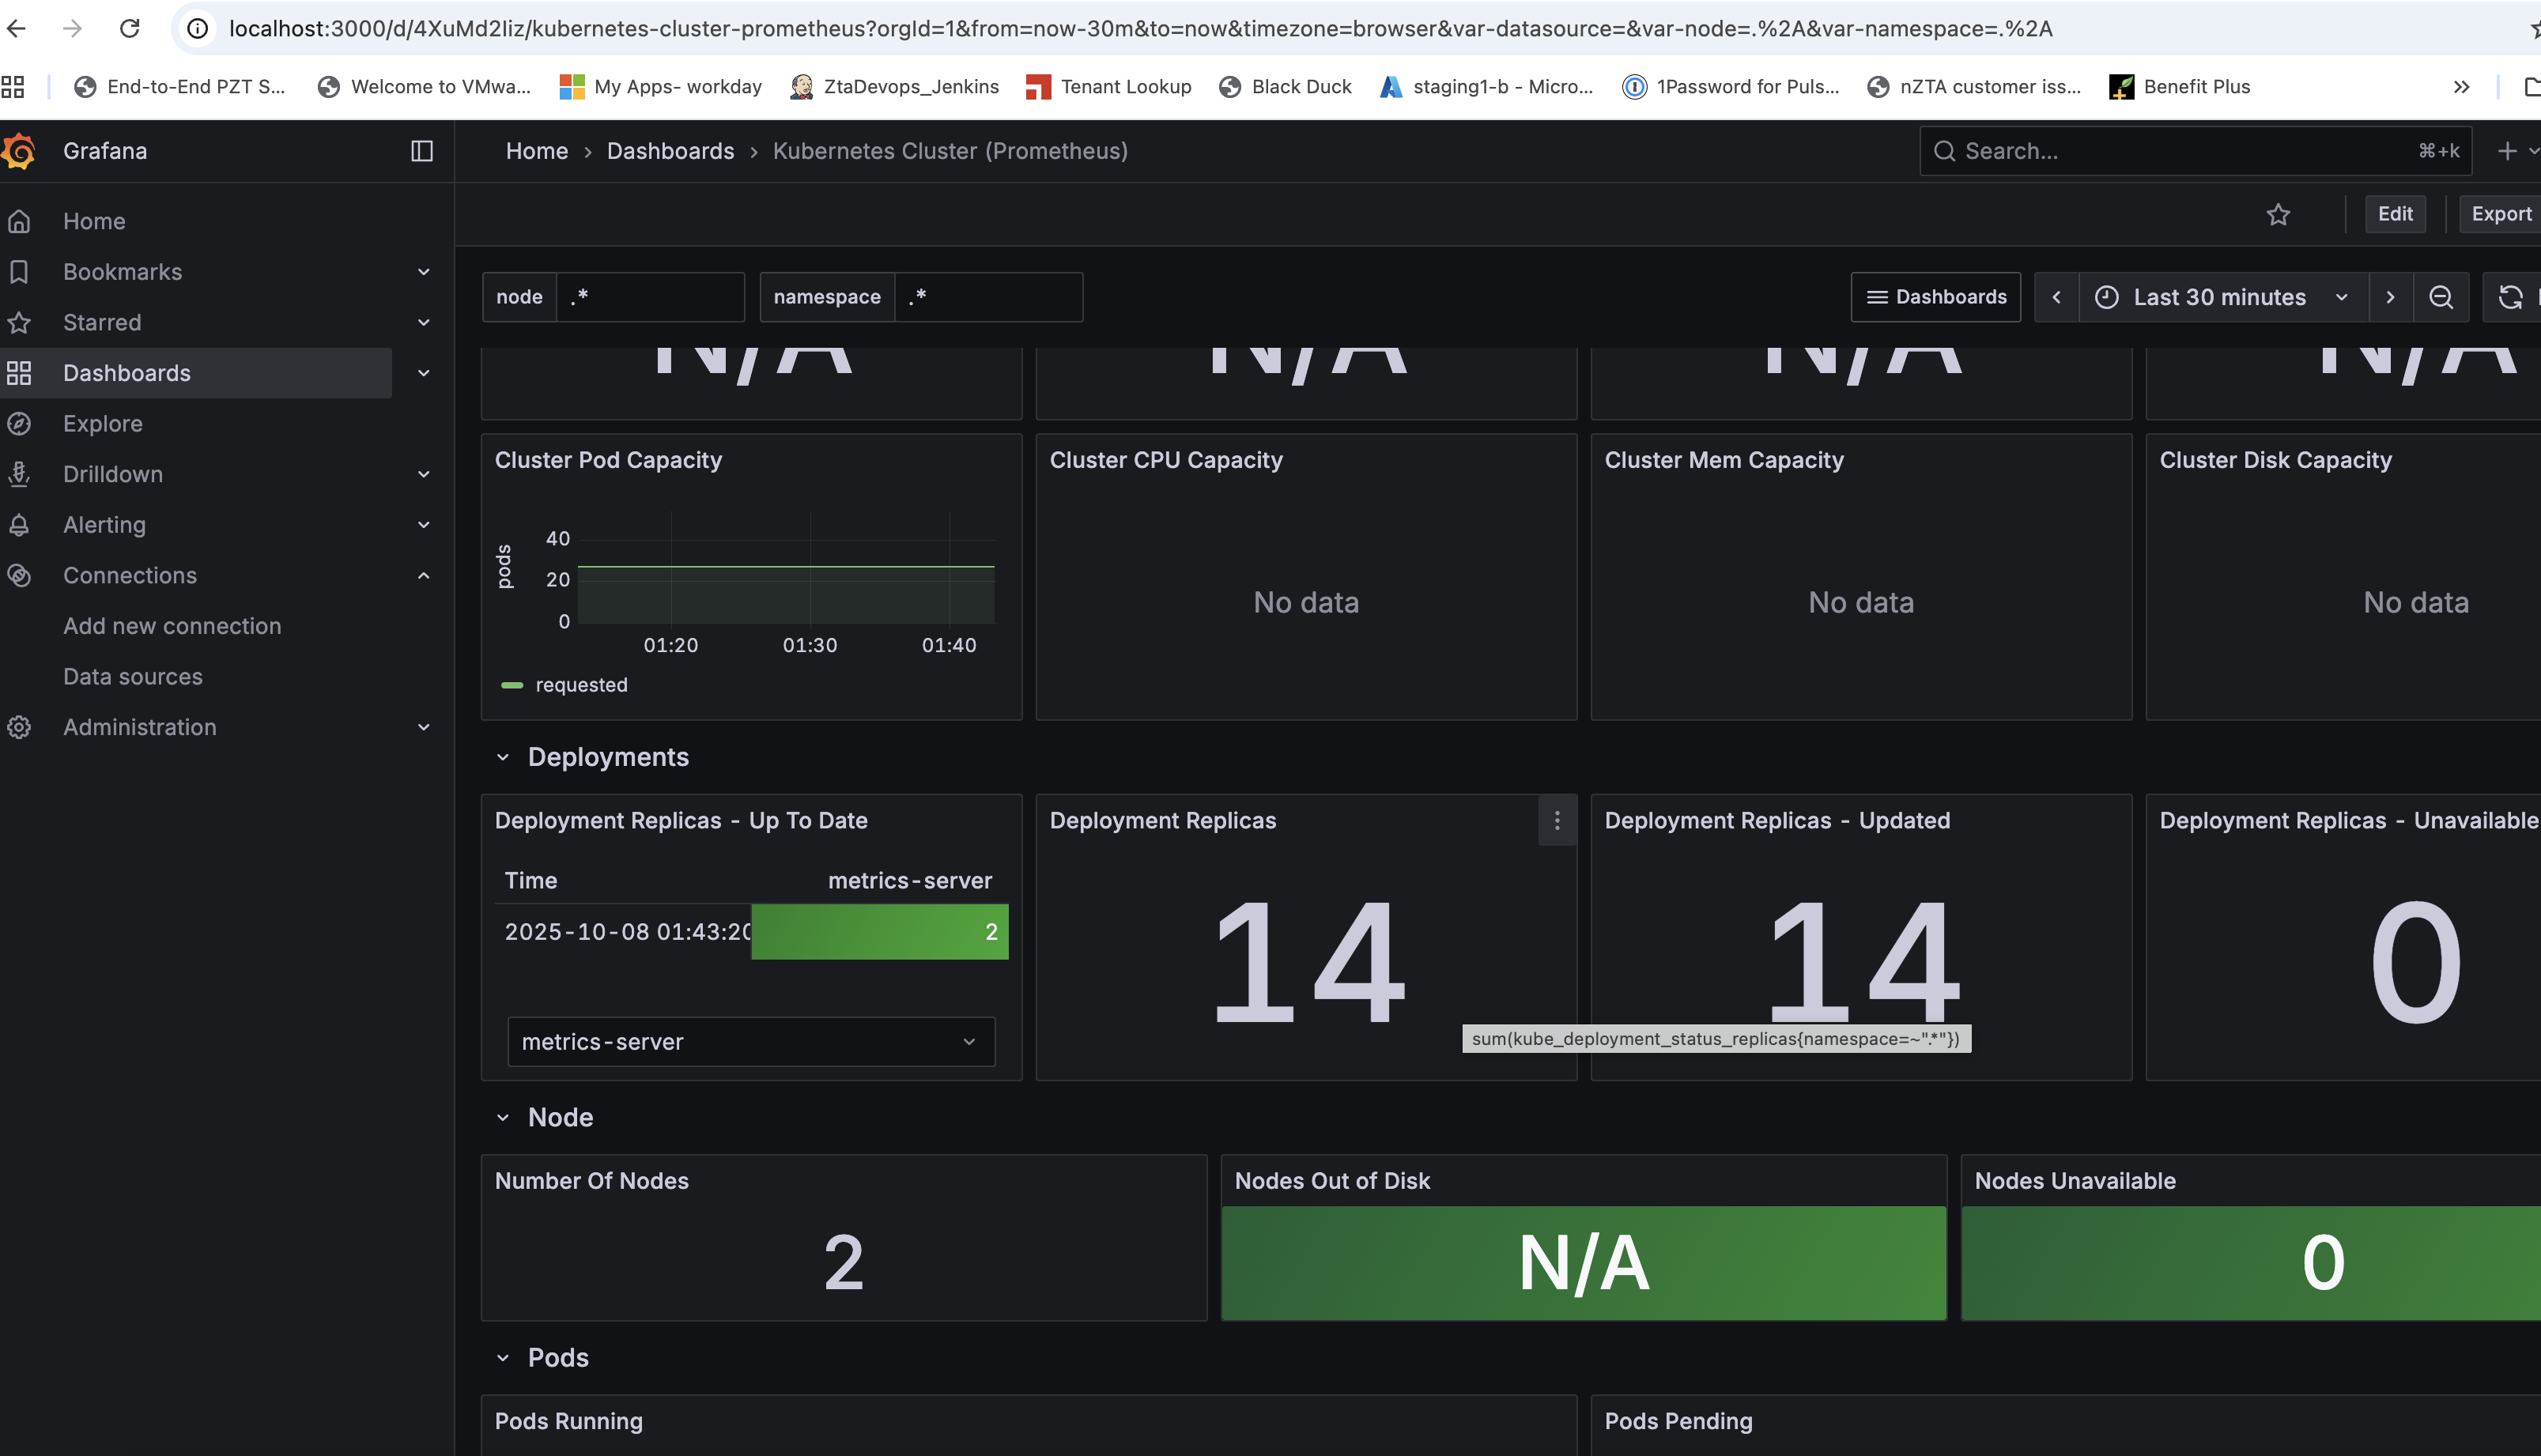 localhost:3000/d/4XuMd2Iiz/kubernetes-cluster-prometheus?orgId=1&from=now-30m&to=now&timezone=browser&var-datasource=&var-node=.%2A&var-namespace=.%2A
End-to-End PZT S... Welcome to VMwa... My Apps- workday ZtaDevops_Jenkins Tenant Lookup Black Duck staging1-b - Micro... 1Password for Puls... nZTA customer iss... Benefit Plus
Grafana
Home › Dashboards › Kubernetes Cluster (Prometheus)
Search... ⌘+k
Home
Bookmarks
Starred
Dashboards
Explore
Drilldown
Alerting
Connections
Add new connection
Data sources
Administration
Edit Export
node .* namespace .*
Dashboards Last 30 minutes
N/A N/A N/A N/A
Cluster Pod Capacity
pods
40
20
0
01:20 01:30 01:40
requested
Cluster CPU Capacity
No data
Cluster Mem Capacity
No data
Cluster Disk Capacity
No data
Deployments
Deployment Replicas - Up To Date
Time metrics-server
2025-10-08 01:43:20 2
metrics-server
Deployment Replicas
14
Deployment Replicas - Updated
14
sum(kube_deployment_status_replicas{namespace=~".*"})
Deployment Replicas - Unavailable
0
Node
Number Of Nodes
2
Nodes Out of Disk
N/A
Nodes Unavailable
0
Pods
Pods Running
Pods Pending